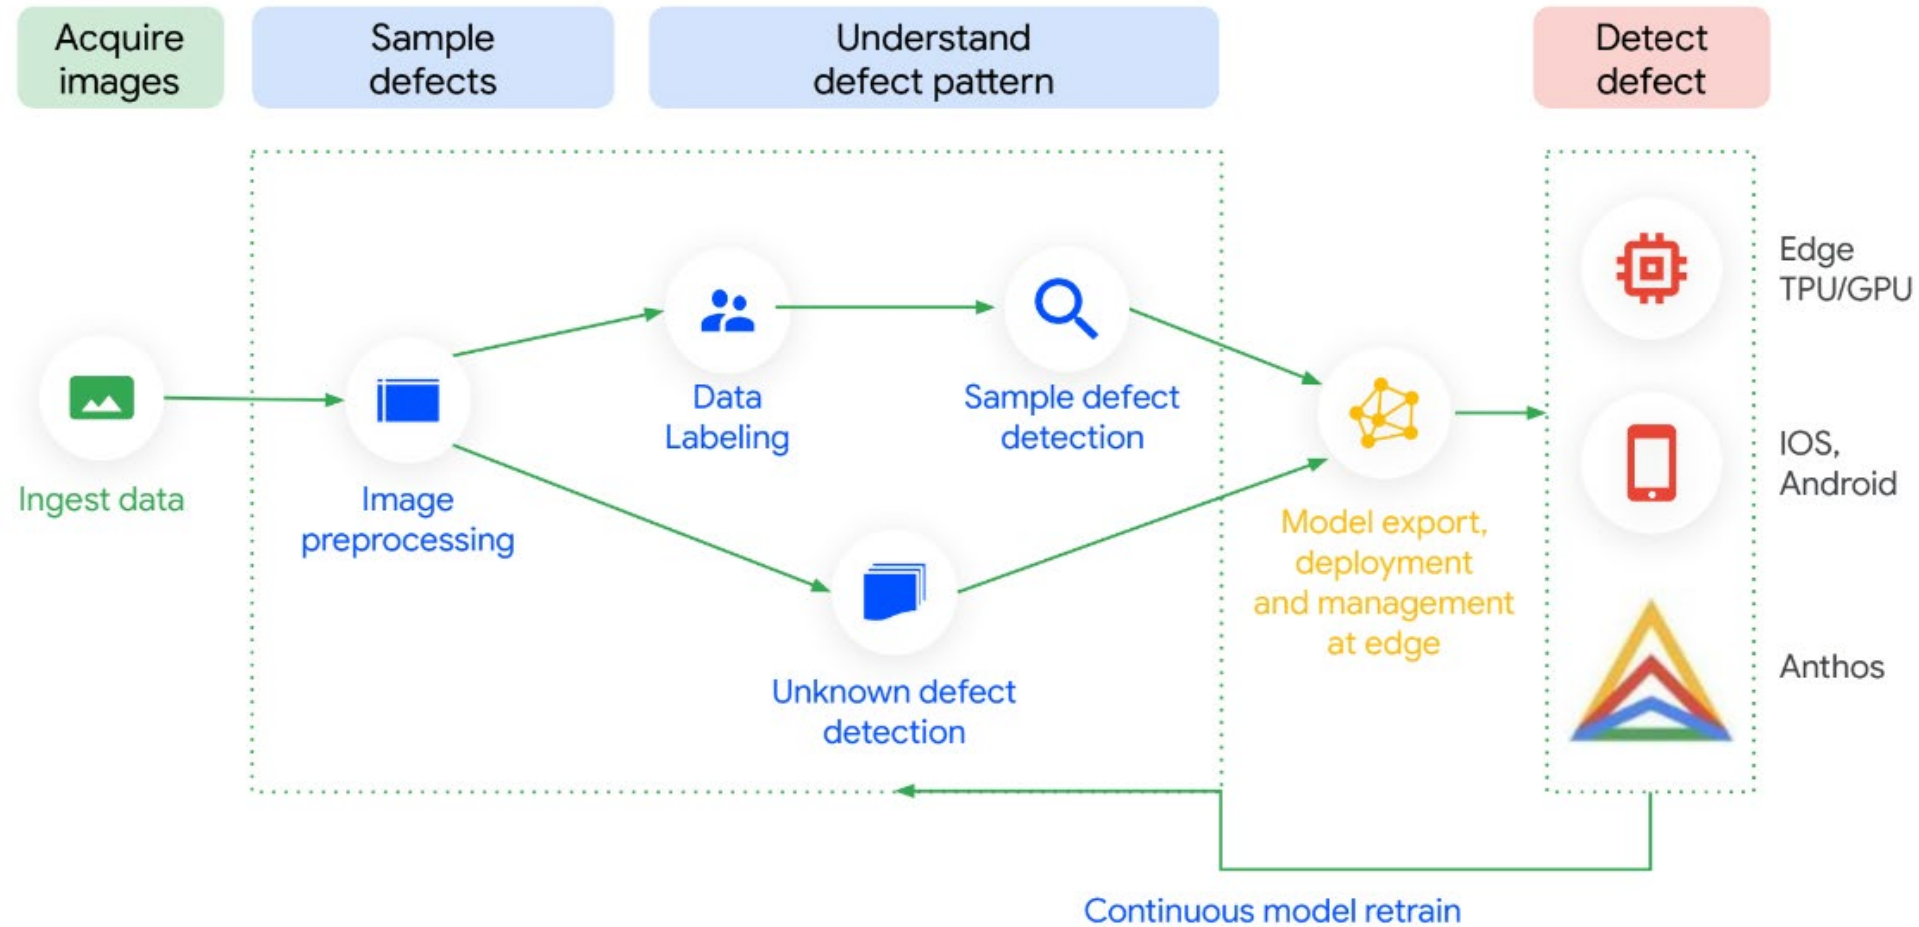 Acquire
images
Sample
defects
Understand
defect pattern
Detect
defect
Edge
TPU/GPU
Data
Labeling
Sample defect
detection
IOS,
Android
Ingest data
Image
preprocessing
Model export,
deployment
and management
at edge
Unknown defect
detection
Anthos
Continuous model retrain